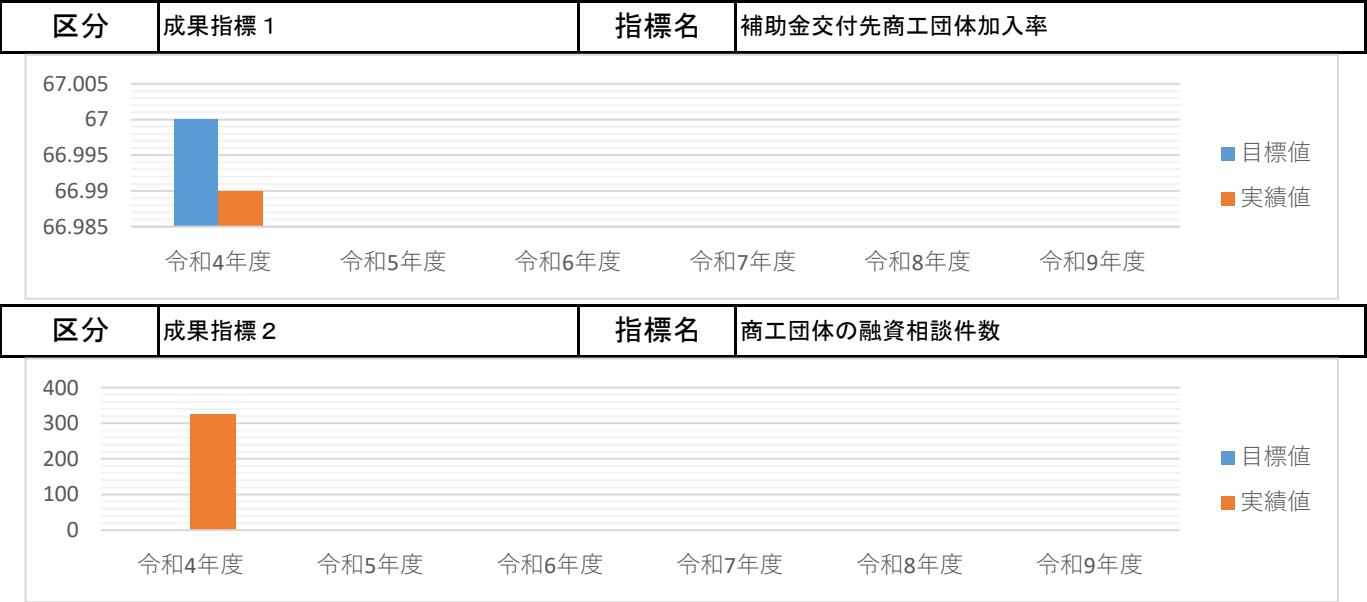 区分 成果指標１ 指標名 補助金交付先商工団体加入率
67.005
67
66.995
66.99
66.985
令和4年度 令和5年度 令和6年度 令和7年度 令和8年度 令和9年度
目標値
実績値
区分 成果指標２ 指標名 商工団体の融資相談件数
400
300
200
100
0
令和4年度 令和5年度 令和6年度 令和7年度 令和8年度 令和9年度
目標値
実績値